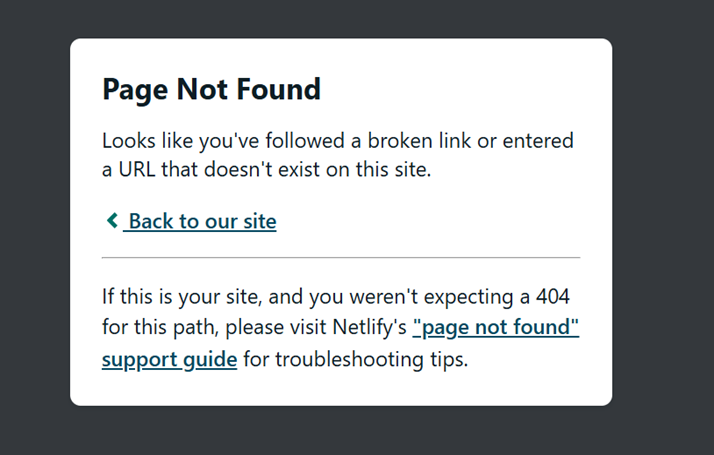 Page Not Found
Looks like you've followed a broken link or entered
a URL that doesn't exist on this site.
Back to our site
If this is your site, and you weren't expecting a 404
for this path, please visit Netlify's "page not found"
support guide for troubleshooting tips.